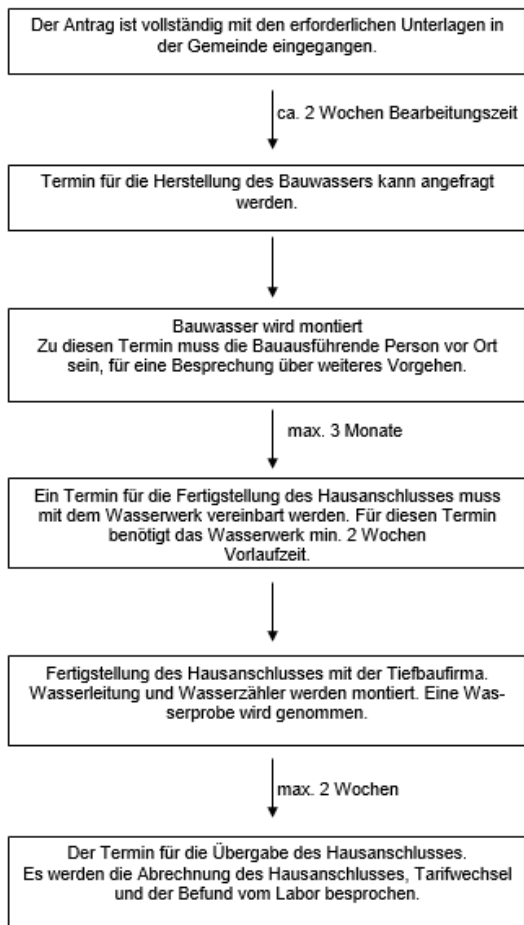 Der Antrag ist vollständig mit den erforderlichen Unterlagen in
der Gemeinde eingegangen.
ca. 2 Wochen Bearbeitungszeit
Termin für die Herstellung des Bauwassers kann angefragt
werden.
Bauwasser wird montiert
Zu diesen Termin muss die Bauausführende Person vor Ort
sein, für eine Besprechung über weiteres Vorgehen.
max. 3 Monate
Ein Termin für die Fertigstellung des Hausanschlusses muss
mit dem Wasserwerk vereinbart werden. Für diesen Termin
benötigt das Wasserwerk min. 2 Wochen
Vorlaufzeit.
Fertigstellung des Hausanschlusses mit der Tiefbaufirma.
Wasserleitung und Wasserzähler werden montiert. Eine Was-
serprobe wird genommen.
max. 2 Wochen
Der Termin für die Übergabe des Hausanschlusses.
Es werden die Abrechnung des Hausanschlusses, Tarifwechsel
und der Befund vom Labor besprochen.